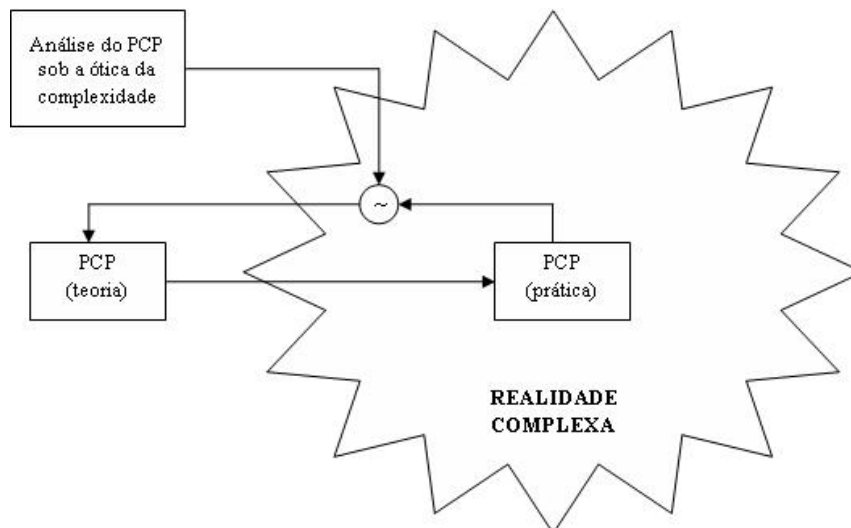 Análise do PCP
sob a ótica da
complexidade
~
PCP
(teoria)
PCP
(prática)
REALIDADE
COMPLEXA